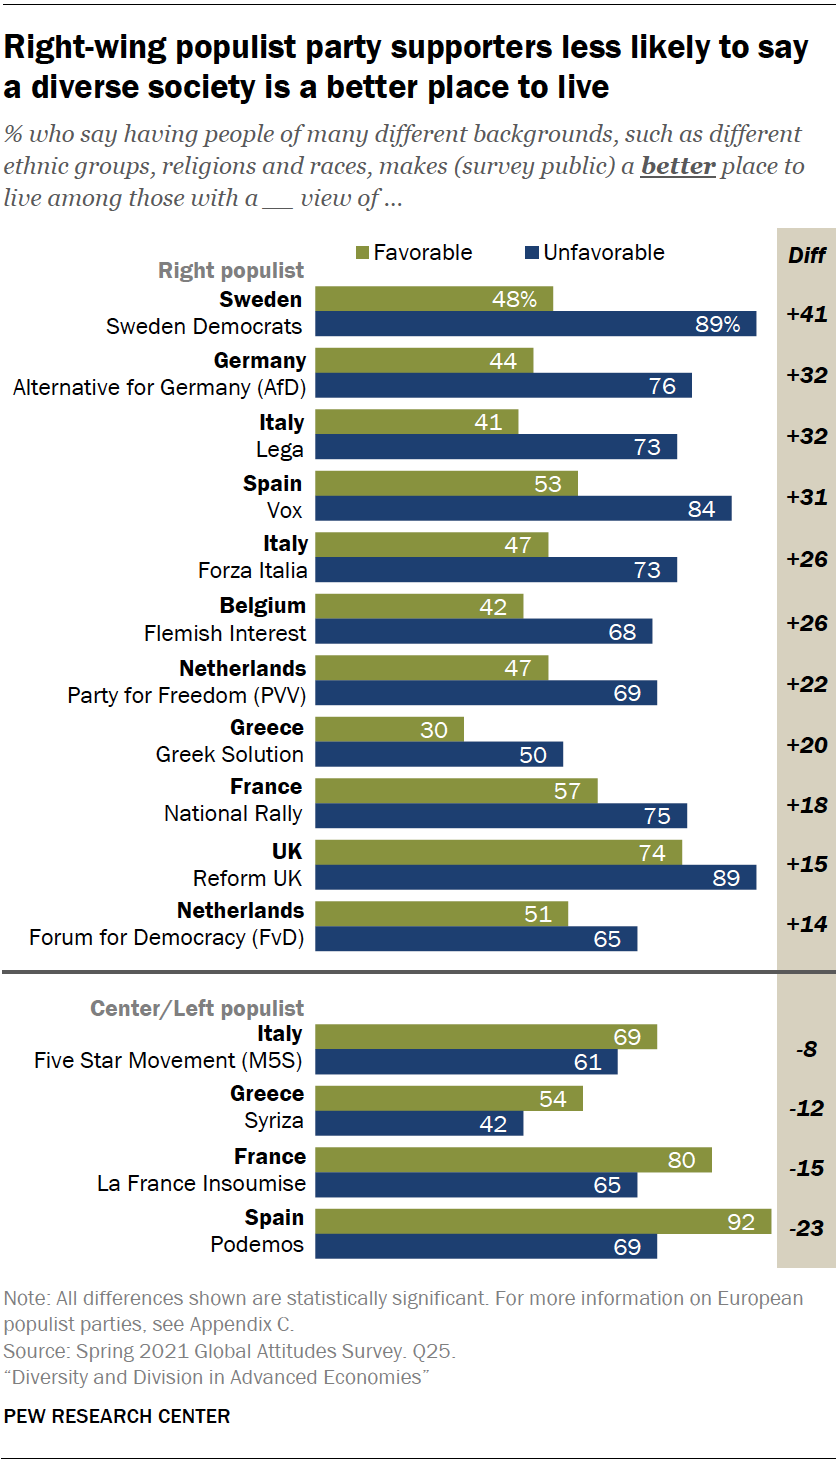 Right-wing populist party supporters less likely to say
a diverse society is a better place to live
% who say having people of many different backgrounds, such as different
ethnic groups, religions and races, makes (survey public) a better place to
live among those with a __ view of ...
Favorable Unfavorable Diff
Right populist
Sweden
Sweden Democrats
48%
89%
+41
Germany
Alternative for Germany (AfD)
44
76
+32
Italy
Lega
41
73
+32
Spain
Vox
53
84
+31
Italy
Forza Italia
47
73
+26
Belgium
Flemish Interest
42
68
+26
Netherlands
Party for Freedom (PVV)
47
69
+22
Greece
Greek Solution
30
50
+20
France
National Rally
57
75
+18
UK
Reform UK
74
89
+15
Netherlands
Forum for Democracy (FvD)
51
65
+14
Center/Left populist
Italy
Five Star Movement (M5S)
69
61
-8
Greece
Syriza
54
42
-12
France
La France Insoumise
80
65
-15
Spain
Podemos
92
69
-23
Note: All differences shown are statistically significant. For more information on European
populist parties, see Appendix C.
Source: Spring 2021 Global Attitudes Survey. Q25.
“Diversity and Division in Advanced Economies”
PEW RESEARCH CENTER